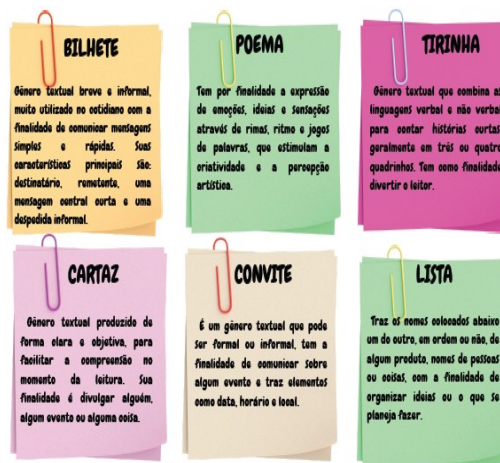 BILHETE
Gênero textual breve e informal,
muito utilizado no cotidiano com a
finalidade de comunicar mensagens
simples e rápidas. Suas
características principais são:
destinatário, remetente, uma
mensagem central curta e uma
despedida informal.
POEMA
Tem por finalidade a expressão
de emoções, ideias e sensações
através de rimas, ritmo e jogos
de palavras, que estimulam a
criatividade e a percepção
artística.
TIRINHA
Gênero textual que combina as
linguagens verbal e não verbal
para contar histórias curtas,
geralmente em três ou quatro
quadrinhos. Tem como finalidade
divertir o leitor.
CARTAZ
Gênero textual produzido de
forma clara e objetiva, para
facilitar a compreensão no
momento da leitura. Sua
finalidade é divulgar alguém,
algum evento ou alguma coisa.
CONVITE
É um gênero textual que pode
ser formal ou informal, tem a
finalidade de comunicar sobre
algum evento e traz elementos
como data, horário e local.
LISTA
Traz os nomes colocados abaixo
um do outro, em ordem ou não, de
algum produto, nomes de pessoas
ou coisas, com a finalidade de
organizar ideias ou o que se
planeja fazer.